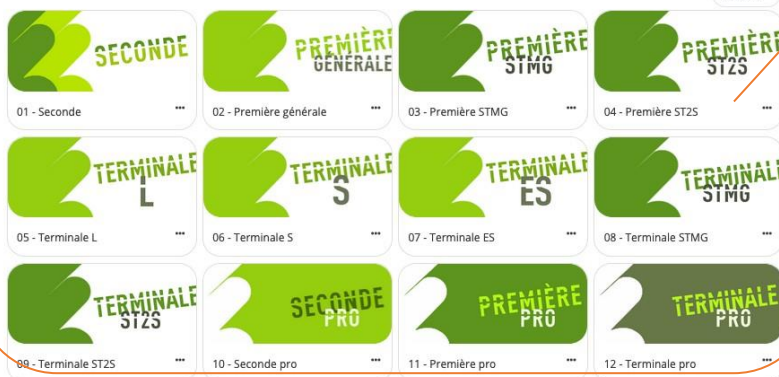 SECONDE
01 - Seconde
PREMIÈRE
GÉNÉRALE
02 - Première générale
PREMIÈRE
STMG
03 - Première STMG
PREMIÈRE
ST2S
04 - Première ST2S
TERMINALE
L
05 - Terminale L
TERMINALE
S
06 - Terminale S
TERMINALE
ES
07 - Terminale ES
TERMINALE
STMG
08 - Terminale STMG
TERMINALE
ST2S
09 - Terminale ST2S
SECONDE
PRO
10 - Seconde pro
PREMIÈRE
PRO
11 - Première pro
TERMINALE
PRO
12 - Terminale pro